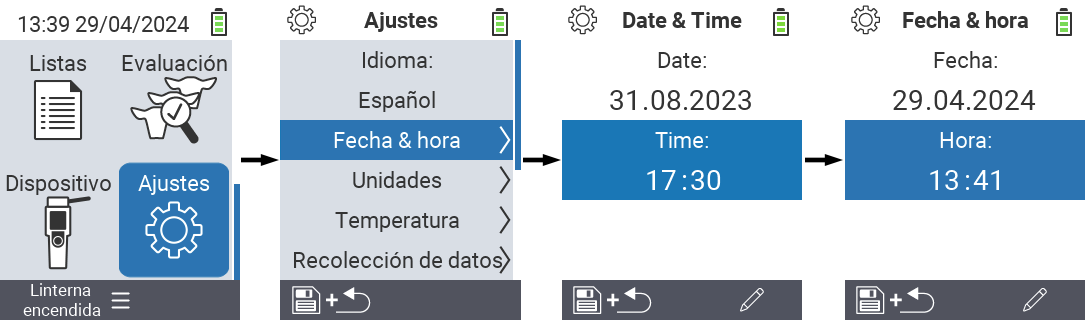 13:39 29/04/2024
Listas
Evaluación
Dispositivo
Ajustes
Linterna
encendida
Ajustes
Idioma:
Español
Fecha & hora
Unidades
Temperatura
Recolección de datos
+
Date & Time
Date:
31.08.2023
Time:
17:30
+
Fecha & hora
Fecha:
29.04.2024
Hora:
13:41
+